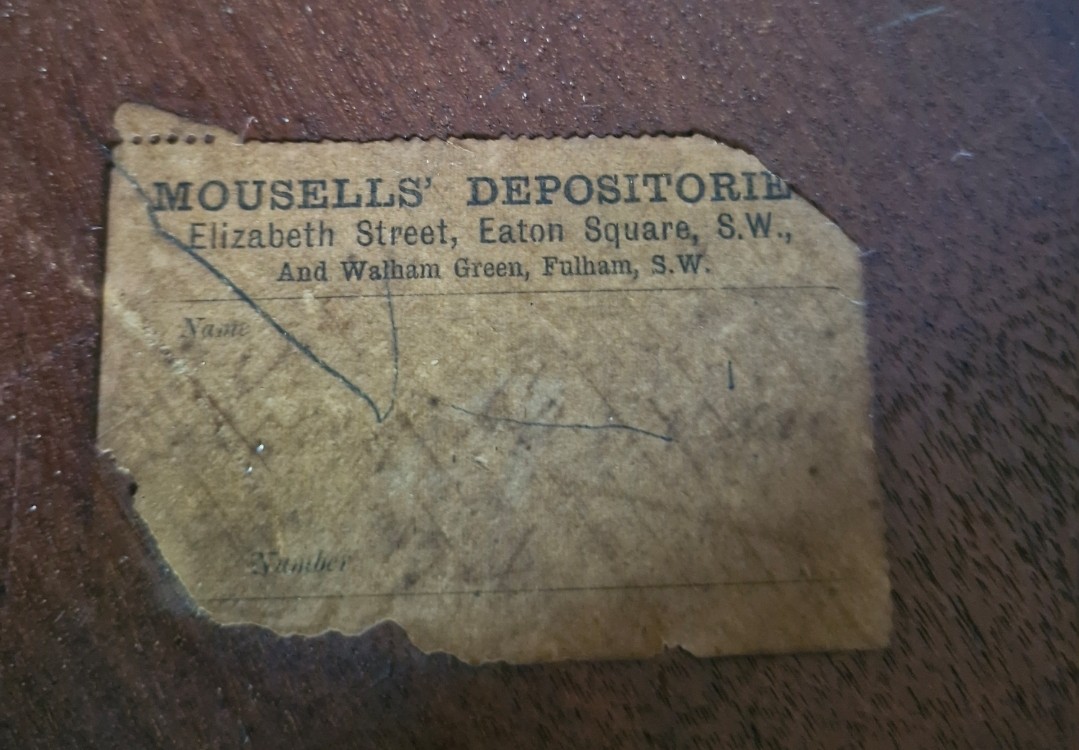 MOUSELLS' DEPOSITORIE
Elizabeth Street, Eaton Square, S.W.,
And Walham Green, Fulham, S.W.
Name
Number